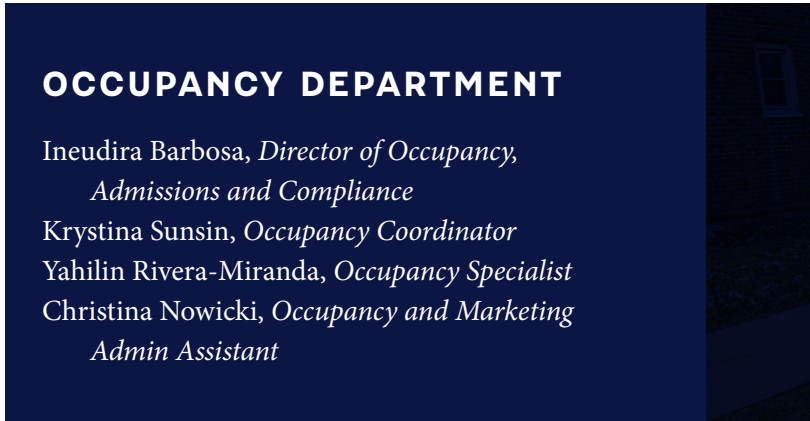 OCCUPANCY DEPARTMENT
Ineudira Barbosa, Director of Occupancy,
Admissions and Compliance
Krystina Sunsin, Occupancy Coordinator
Yahilin Rivera-Miranda, Occupancy Specialist
Christina Nowicki, Occupancy and Marketing
Admin Assistant